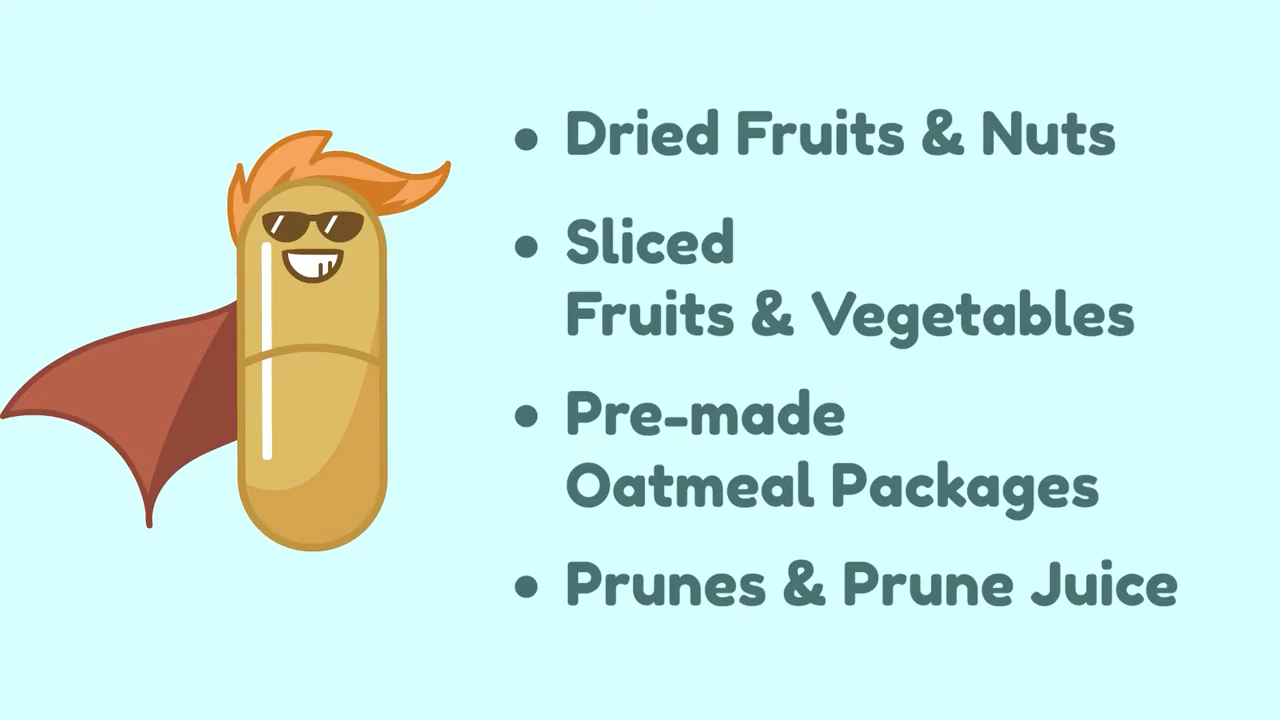 • Dried Fruits & Nuts
• Sliced
Fruits & Vegetables
• Pre-made
Oatmeal Packages
• Prunes & Prune Juice